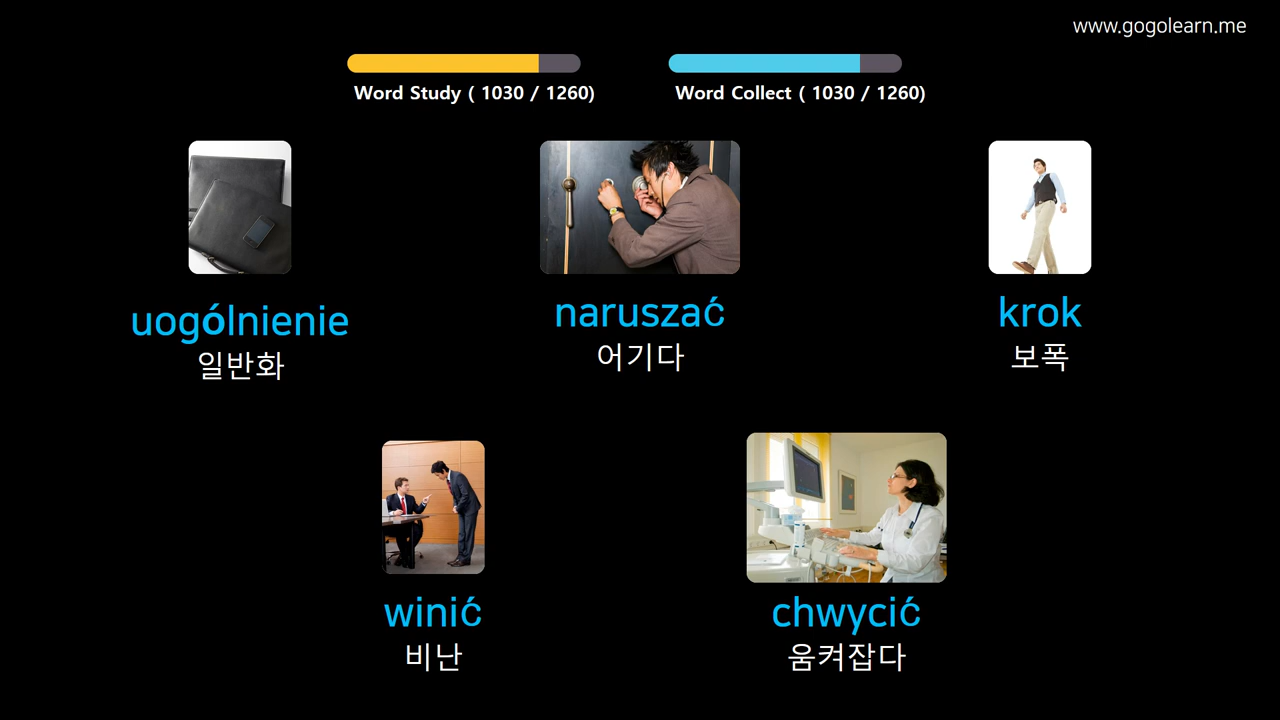 www.gogolearn.me
Word Study ( 1030 / 1260)
Word Collect ( 1030 / 1260)
uogólnienie
일반화
naruszać
어기다
krok
보폭
winić
비난
chwycić
움켜잡다